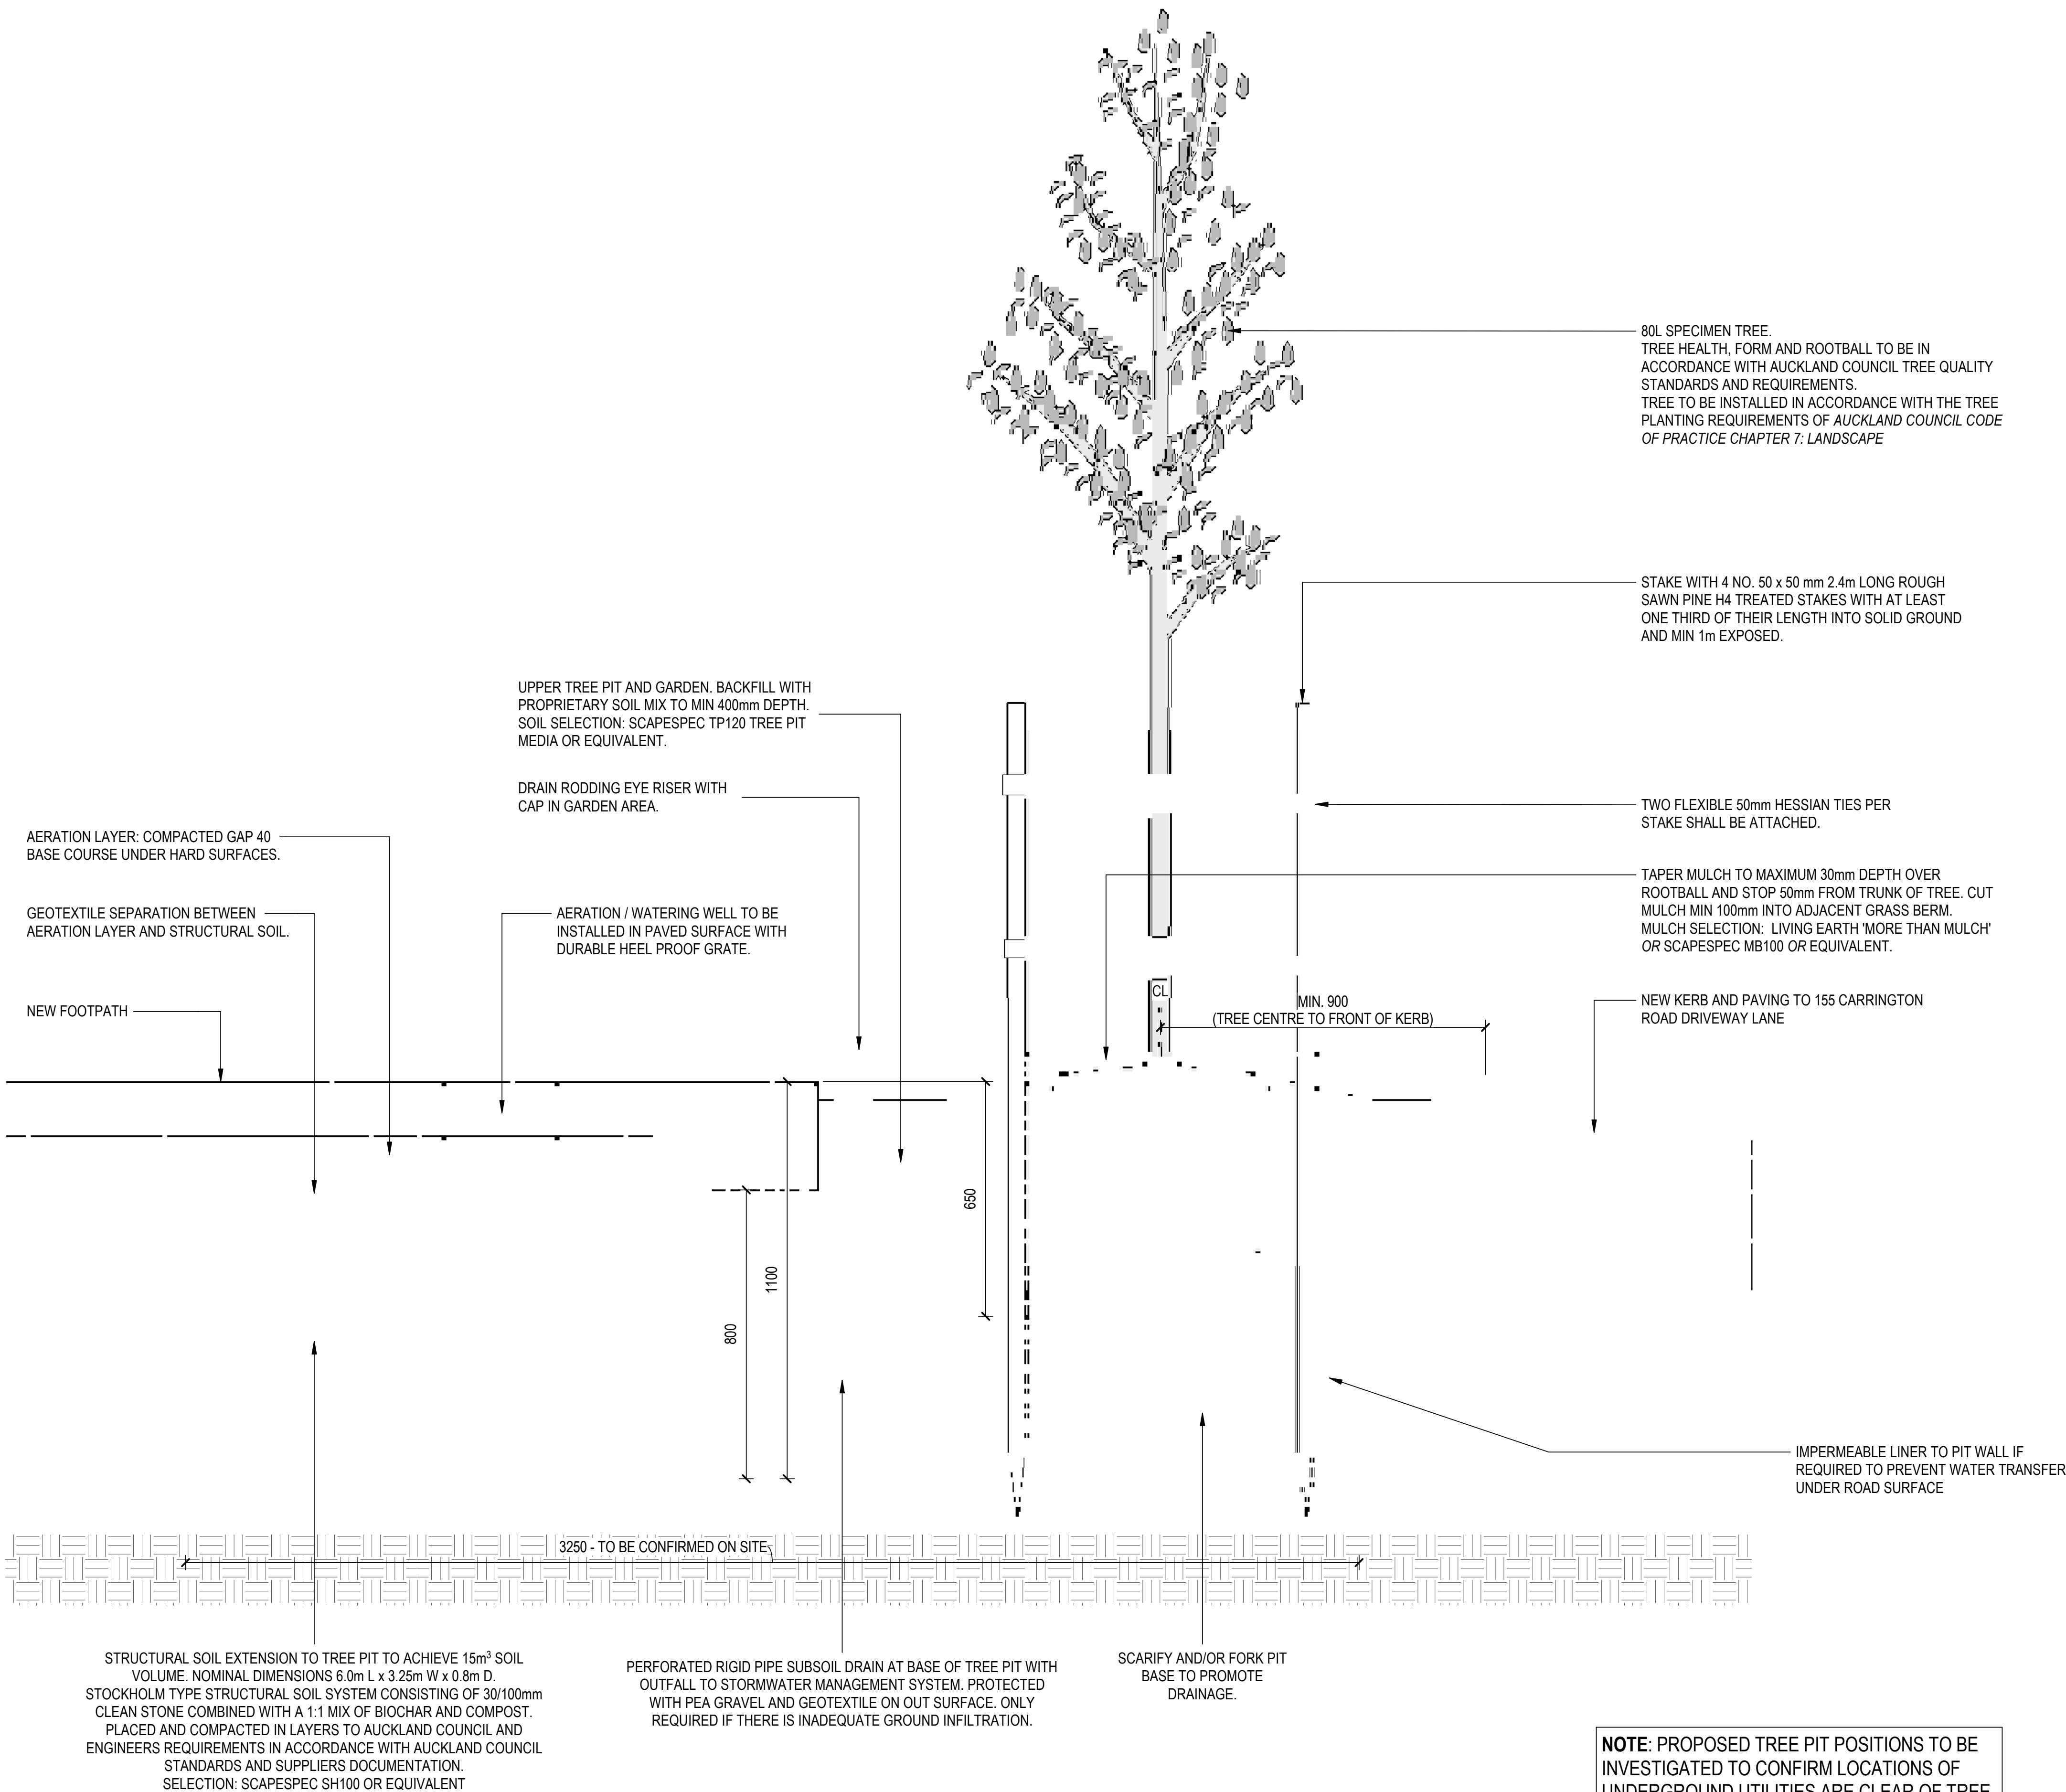 80L SPECIMEN TREE.
TREE HEALTH, FORM AND ROOTBALL TO BE IN
ACCORDANCE WITH AUCKLAND COUNCIL TREE QUALITY
STANDARDS AND REQUIREMENTS.
TREE TO BE INSTALLED IN ACCORDANCE WITH THE TREE
PLANTING REQUIREMENTS OF AUCKLAND COUNCIL CODE
OF PRACTICE CHAPTER 7: LANDSCAPE
STAKE WITH 4 NO. 50 x 50 mm 2.4m LONG ROUGH
SAWN PINE H4 TREATED STAKES WITH AT LEAST
ONE THIRD OF THEIR LENGTH INTO SOLID GROUND
AND MIN 1m EXPOSED.
UPPER TREE PIT AND GARDEN. BACKFILL WITH
PROPRIETARY SOIL MIX TO MIN 400mm DEPTH.
SOIL SELECTION: SCAPESPEC TP120 TREE PIT
MEDIA OR EQUIVALENT.
DRAIN RODDING EYE RISER WITH
CAP IN GARDEN AREA.
TWO FLEXIBLE 50mm HESSIAN TIES PER
STAKE SHALL BE ATTACHED.
AERATION LAYER: COMPACTED GAP 40
BASE COURSE UNDER HARD SURFACES.
TAPER MULCH TO MAXIMUM 30mm DEPTH OVER
ROOTBALL AND STOP 50mm FROM TRUNK OF TREE. CUT
MULCH MIN 100mm INTO ADJACENT GRASS BERM.
MULCH SELECTION: LIVING EARTH 'MORE THAN MULCH'
OR SCAPESPEC MB100 OR EQUIVALENT.
GEOTEXTILE SEPARATION BETWEEN
AERATION LAYER AND STRUCTURAL SOIL.
AERATION / WATERING WELL TO BE
INSTALLED IN PAVED SURFACE WITH
DURABLE HEEL PROOF GRATE.
CL
MIN. 900
(TREE CENTRE TO FRONT OF KERB)
NEW FOOTPATH
NEW KERB AND PAVING TO 155 CARRINGTON
ROAD DRIVEWAY LANE
650
1100
800
IMPERMEABLE LINER TO PIT WALL IF
REQUIRED TO PREVENT WATER TRANSFER
UNDER ROAD SURFACE
3250 - TO BE CONFIRMED ON SITE
STRUCTURAL SOIL EXTENSION TO TREE PIT TO ACHIEVE 15m³ SOIL
VOLUME. NOMINAL DIMENSIONS 6.0m L x 3.25m W x 0.8m D.
STOCKHOLM TYPE STRUCTURAL SOIL SYSTEM CONSISTING OF 30/100mm
CLEAN STONE COMBINED WITH A 1:1 MIX OF BIOCHAR AND COMPOST.
PLACED AND COMPACTED IN LAYERS TO AUCKLAND COUNCIL AND
ENGINEERS REQUIREMENTS IN ACCORDANCE WITH AUCKLAND COUNCIL
STANDARDS AND SUPPLIERS DOCUMENTATION.
SELECTION: SCAPESPEC SH100 OR EQUIVALENT
PERFORATED RIGID PIPE SUBSOIL DRAIN AT BASE OF TREE PIT WITH
OUTFALL TO STORMWATER MANAGEMENT SYSTEM. PROTECTED
WITH PEA GRAVEL AND GEOTEXTILE ON OUT SURFACE. ONLY
REQUIRED IF THERE IS INADEQUATE GROUND INFILTRATION.
SCARIFY AND/OR FORK PIT
BASE TO PROMOTE
DRAINAGE.
NOTE: PROPOSED TREE PIT POSITIONS TO BE
INVESTIGATED TO CONFIRM LOCATIONS OF
UNDERGROUND UTILITIES ARE CLEAR OF TREE